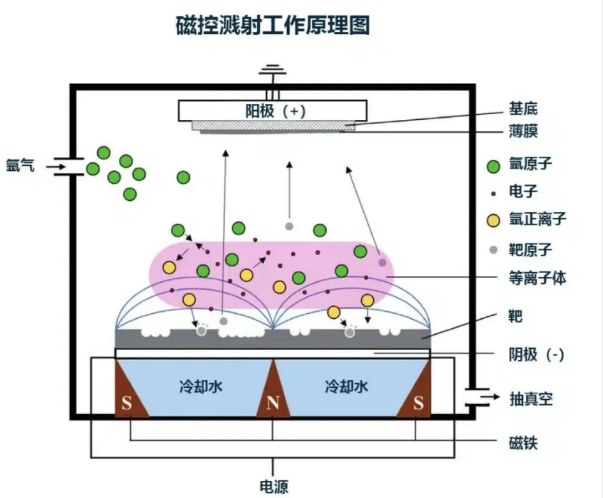 磁控溅射工作原理图
阳极（+）
基底
薄膜
氩气
氩原子
电子
氩正离子
靶原子
等离子体
靶
阴极（-）
冷却水
冷却水
S
N
S
抽真空
磁铁
电源